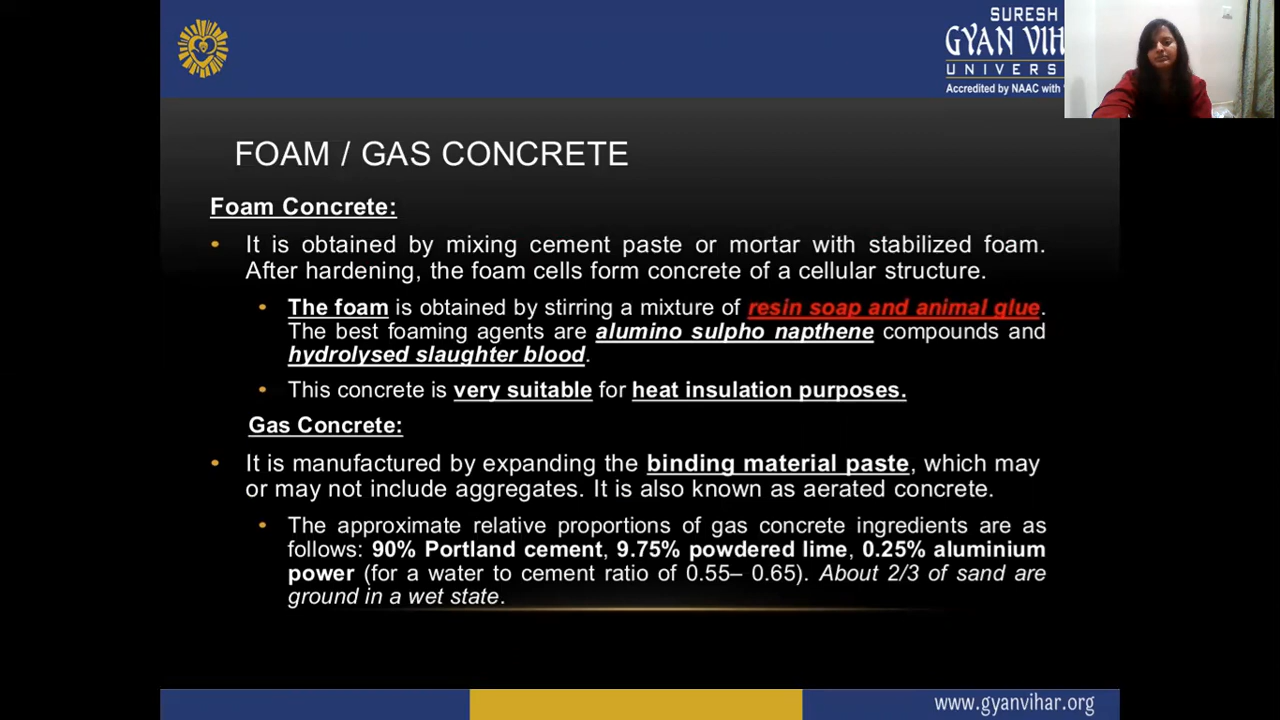 SURESH
GYAN VIH
UNIVERS
Accredited by NAAC with
FOAM / GAS CONCRETE
Foam Concrete:
• It is obtained by mixing cement paste or mortar with stabilized foam.
After hardening, the foam cells form concrete of a cellular structure.
• The foam is obtained by stirring a mixture of resin soap and animal glue.
The best foaming agents are alumino sulpho napthene compounds and
hydrolysed slaughter blood.
• This concrete is very suitable for heat insulation purposes.
Gas Concrete:
• It is manufactured by expanding the binding material paste, which may
or may not include aggregates. It is also known as aerated concrete.
• The approximate relative proportions of gas concrete ingredients are as
follows: 90% Portland cement, 9.75% powdered lime, 0.25% aluminium
power (for a water to cement ratio of 0.55– 0.65). About 2/3 of sand are
ground in a wet state.
www.gyanvihar.org